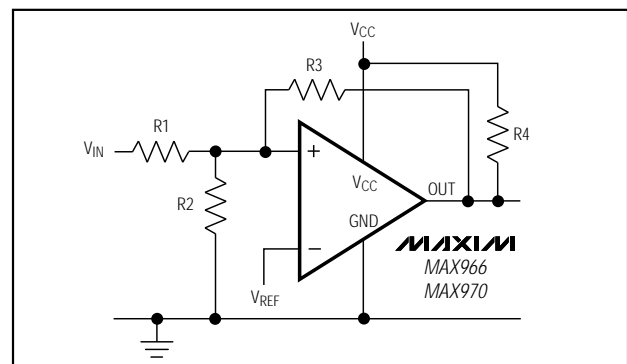 VCC
R3
R1
R4
VIN
+
VCC
OUT
R2
GND
−
MAXIM
MAX966
VREF
MAX970